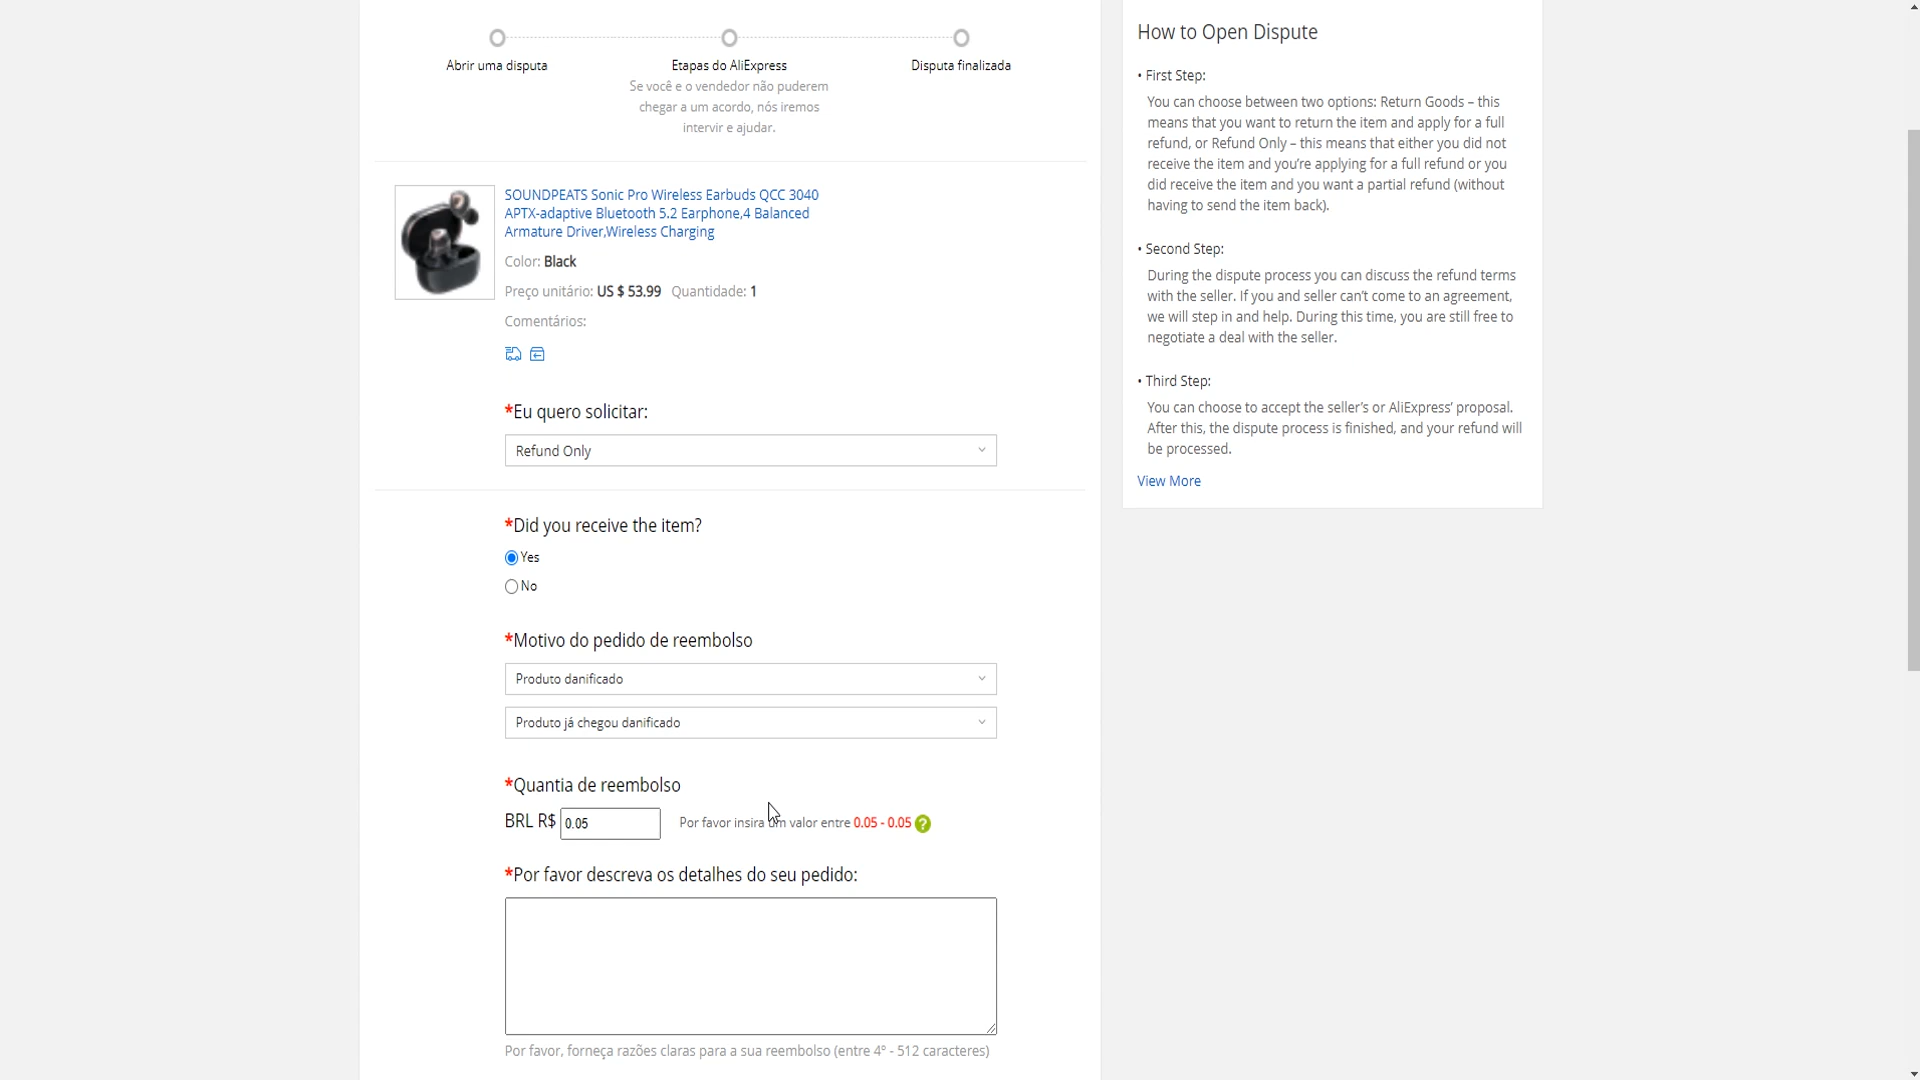 Abrir uma disputa
Etapas do AliExpress
Se você e o vendedor não puderem
chegar a um acordo, nós iremos
intervir e ajudar.
Disputa finalizada
SOUNDPEATS Sonic Pro Wireless Earbuds QCC 3040
APTX-adaptive Bluetooth 5.2 Earphone,4 Balanced
Armature Driver,Wireless Charging
Color: Black
Preço unitário: US $ 53.99 Quantidade: 1
Comentários:
*Eu quero solicitar:
Refund Only
*Did you receive the item?
Yes
No
*Motivo do pedido de reembolso
Produto danificado
Produto já chegou danificado
*Quantia de reembolso
BRL R$ 0.05 Por favor insira um valor entre 0.05 - 0.05 ?
*Por favor descreva os detalhes do seu pedido:
Por favor, forneça razões claras para a sua reembolso (entre 4º - 512 caracteres)
How to Open Dispute
• First Step:
You can choose between two options: Return Goods – this
means that you want to return the item and apply for a full
refund, or Refund Only – this means that either you did not
receive the item and you’re applying for a full refund or you
did receive the item and you want a partial refund (without
having to send the item back).
• Second Step:
During the dispute process you can discuss the refund terms
with the seller. If you and seller can’t come to an agreement,
we will step in and help. During this time, you are still free to
negotiate a deal with the seller.
• Third Step:
You can choose to accept the seller’s or AliExpress’ proposal.
After this, the dispute process is finished, and your refund will
be processed.
View More